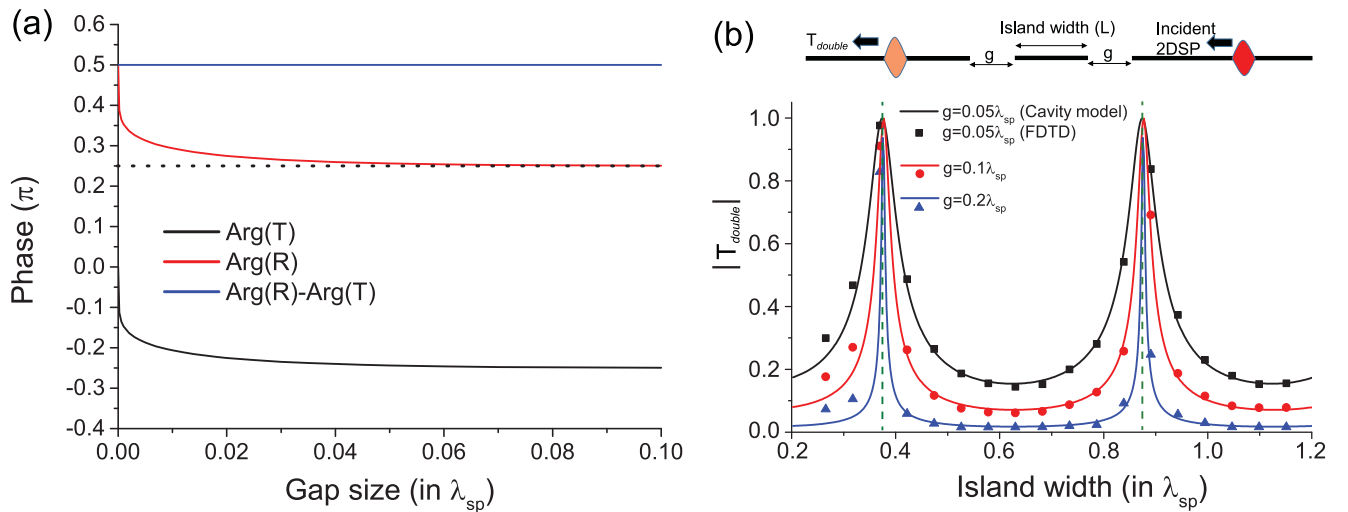 (a)
0.6
0.5
0.4
0.3
0.2
0.1
0.0
-0.1
-0.2
-0.3
-0.4
Phase (π)
Arg(T)
Arg(R)
Arg(R)-Arg(T)
0.00 0.02 0.04 0.06 0.08 0.10
Gap size (in λsp)
(b)
Tdouble
g
Island width (L)
g
Incident
2DSP
1.0
0.8
0.6
0.4
0.2
0.0
|Tdouble|
g=0.05λsp (Cavity model)
g=0.05λsp (FDTD)
g=0.1λsp
g=0.2λsp
0.2 0.4 0.6 0.8 1.0 1.2
Island width (in λsp)